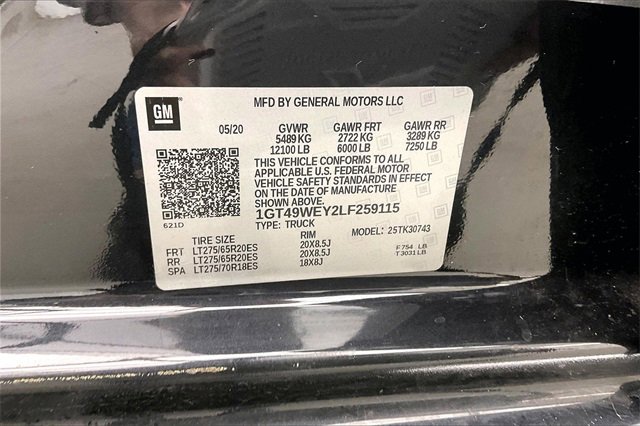 GM
MFD BY GENERAL MOTORS LLC
05/20 GVWR GAWR FRT GAWR RR
5489 KG 2722 KG 3289 KG
12100 LB 6000 LB 7250 LB
THIS VEHICLE CONFORMS TO ALL
APPLICABLE U.S. FEDERAL MOTOR
VEHICLE SAFETY STANDARDS IN EFFECT
ON THE DATE OF MANUFACTURE
SHOWN ABOVE.
1GT49WEY2LF259115
621D
TYPE: TRUCK 25TK30743
TIRE SIZE RIM
FRT LT275/65R20ES 20X8.5J F754 LB
RR LT275/65R20ES 20X8.5J T3031LB
SPA LT275/70R18ES 18X8J